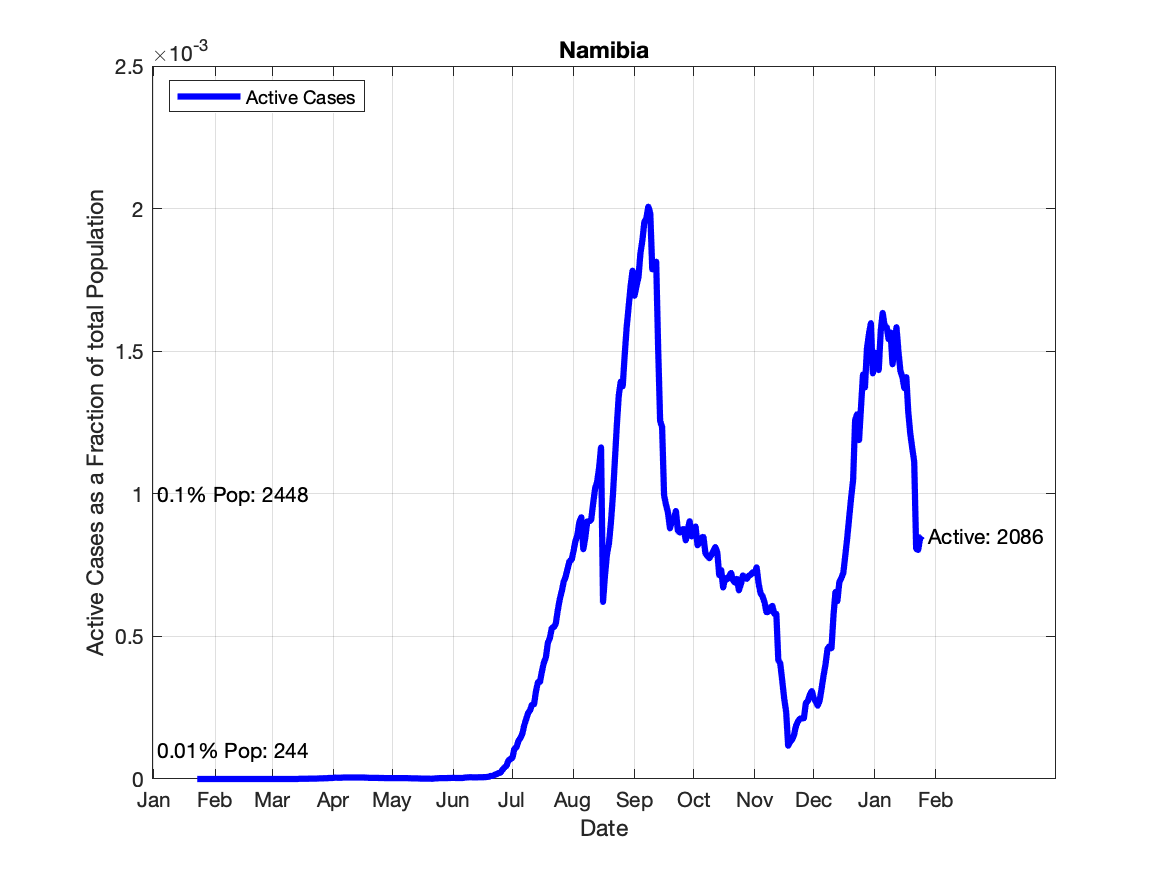 Namibia
×10-3
Active Cases
2.5
2
1.5
1
0.5
0
Active Cases as a Fraction of total Population
0.1% Pop: 2448
Active: 2086
0.01% Pop: 244
Jan Feb Mar Apr May Jun Jul Aug Sep Oct Nov Dec Jan Feb
Date